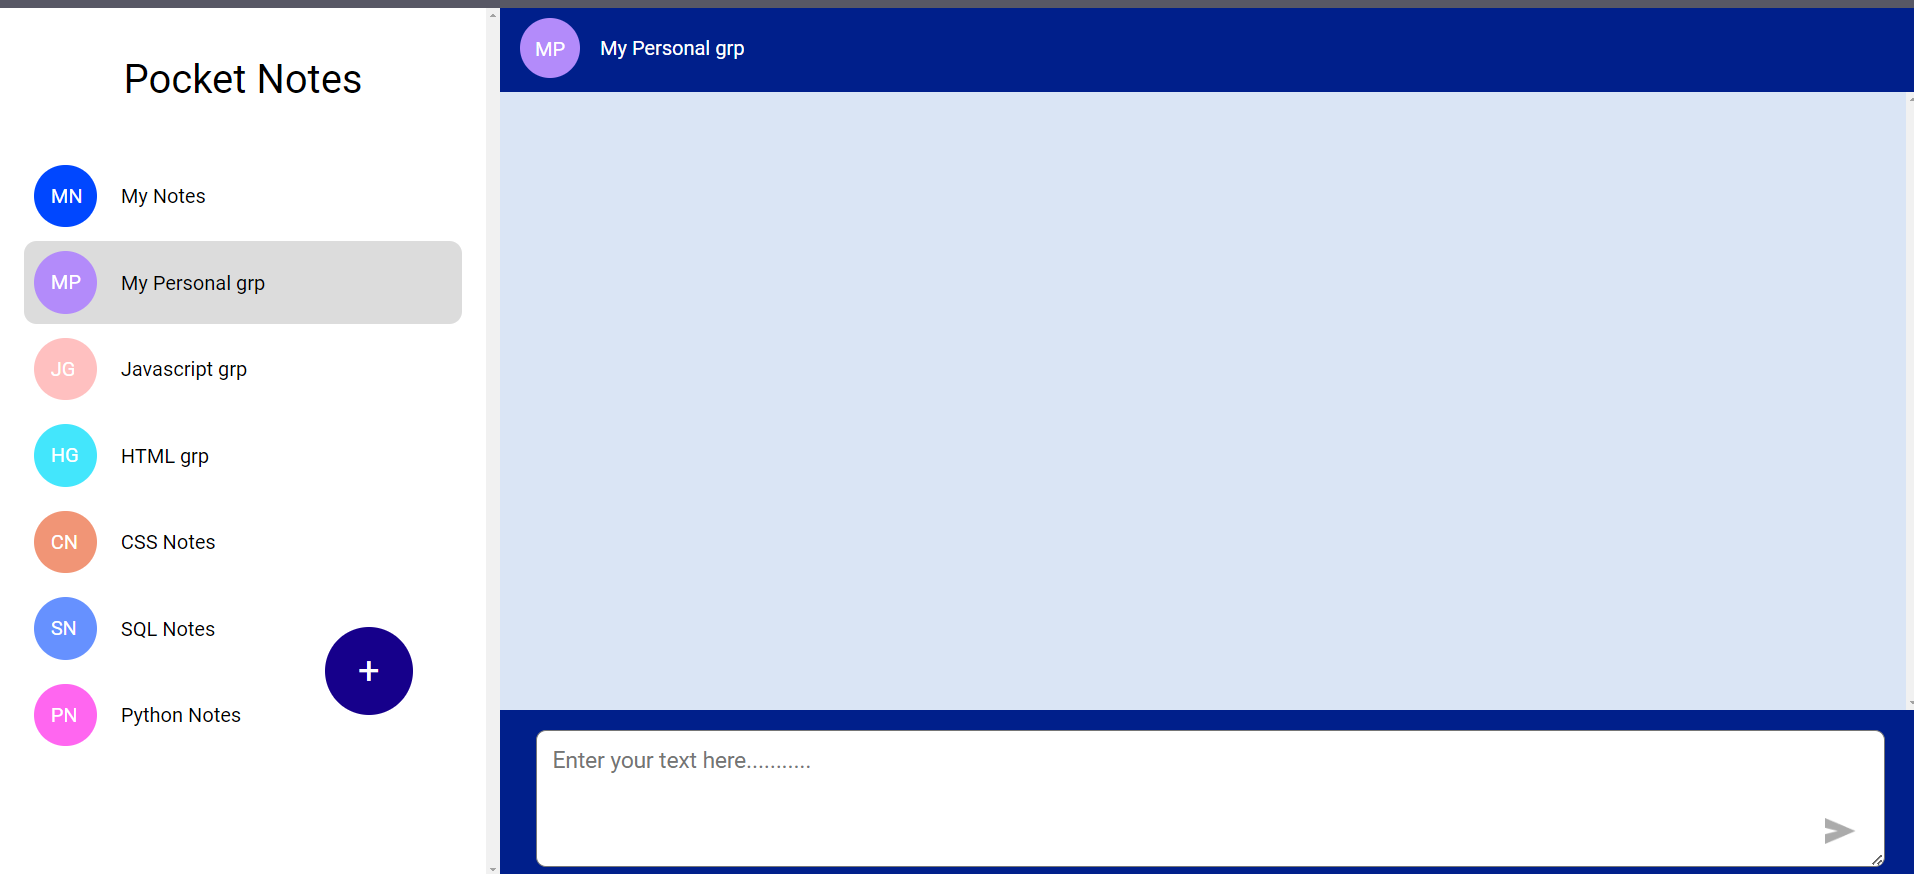 Pocket Notes
MN My Notes
MP My Personal grp
JG Javascript grp
HG HTML grp
CN CSS Notes
SN SQL Notes
+
PN Python Notes
MP My Personal grp
Enter your text here...........